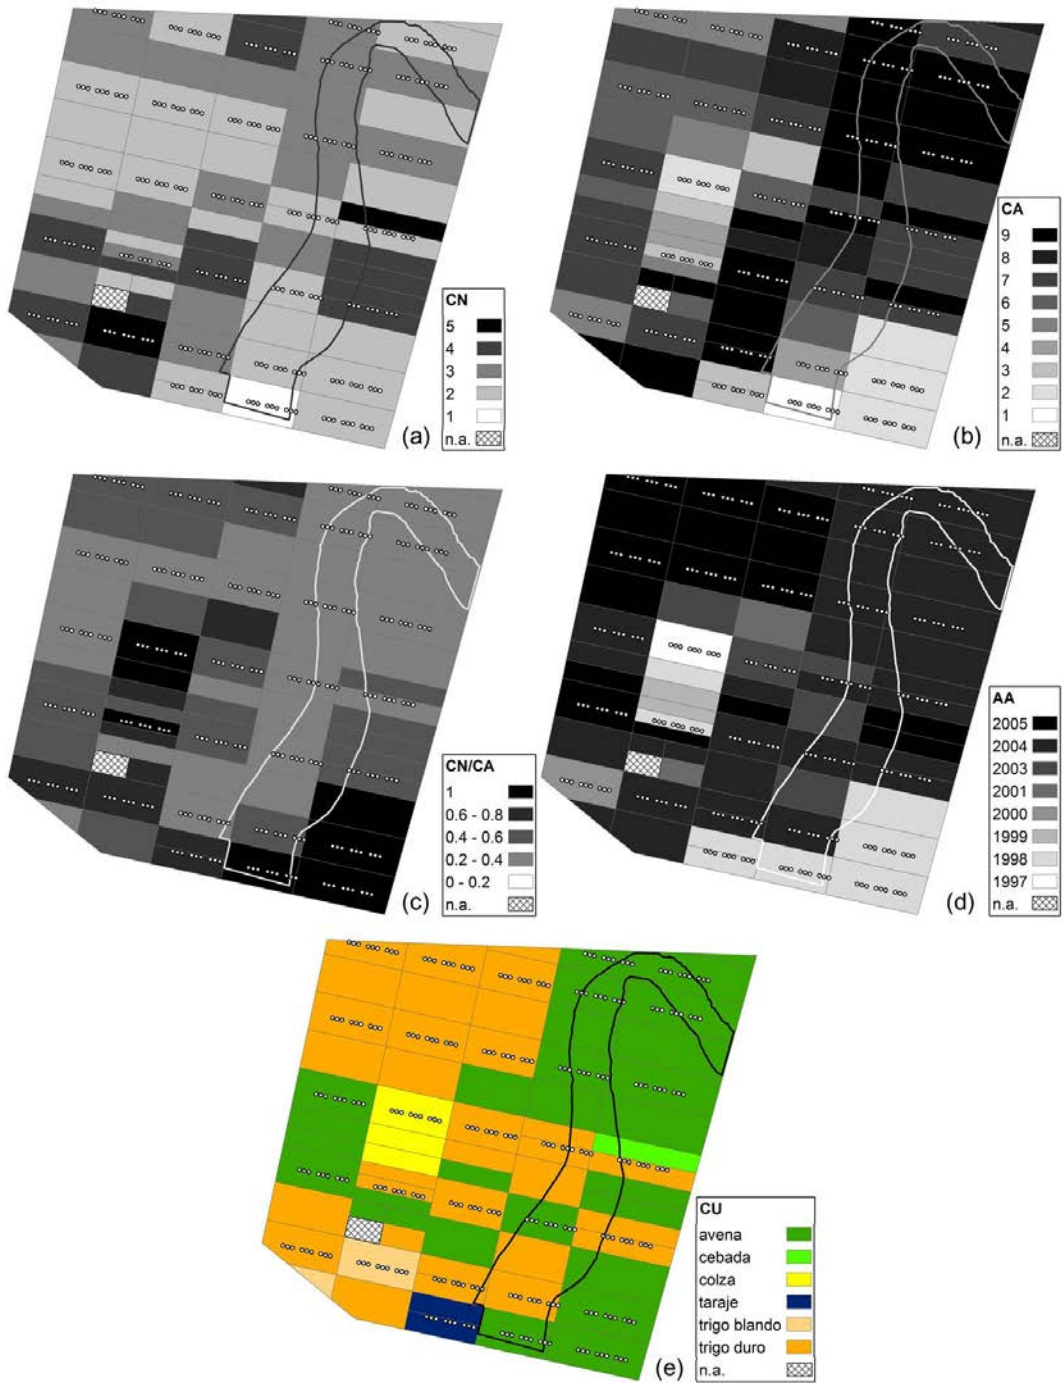 CN
5
4
3
2
1
n.a.
(a)
CA
9
8
7
6
5
4
3
2
1
n.a.
(b)
CN/CA
1
0.6 - 0.8
0.4 - 0.6
0.2 - 0.4
0 - 0.2
n.a.
(c)
AA
2005
2004
2003
2001
2000
1999
1998
1997
n.a.
(d)
CU
avena
cebada
colza
taraje
trigo blando
trigo duro
n.a.
(e)